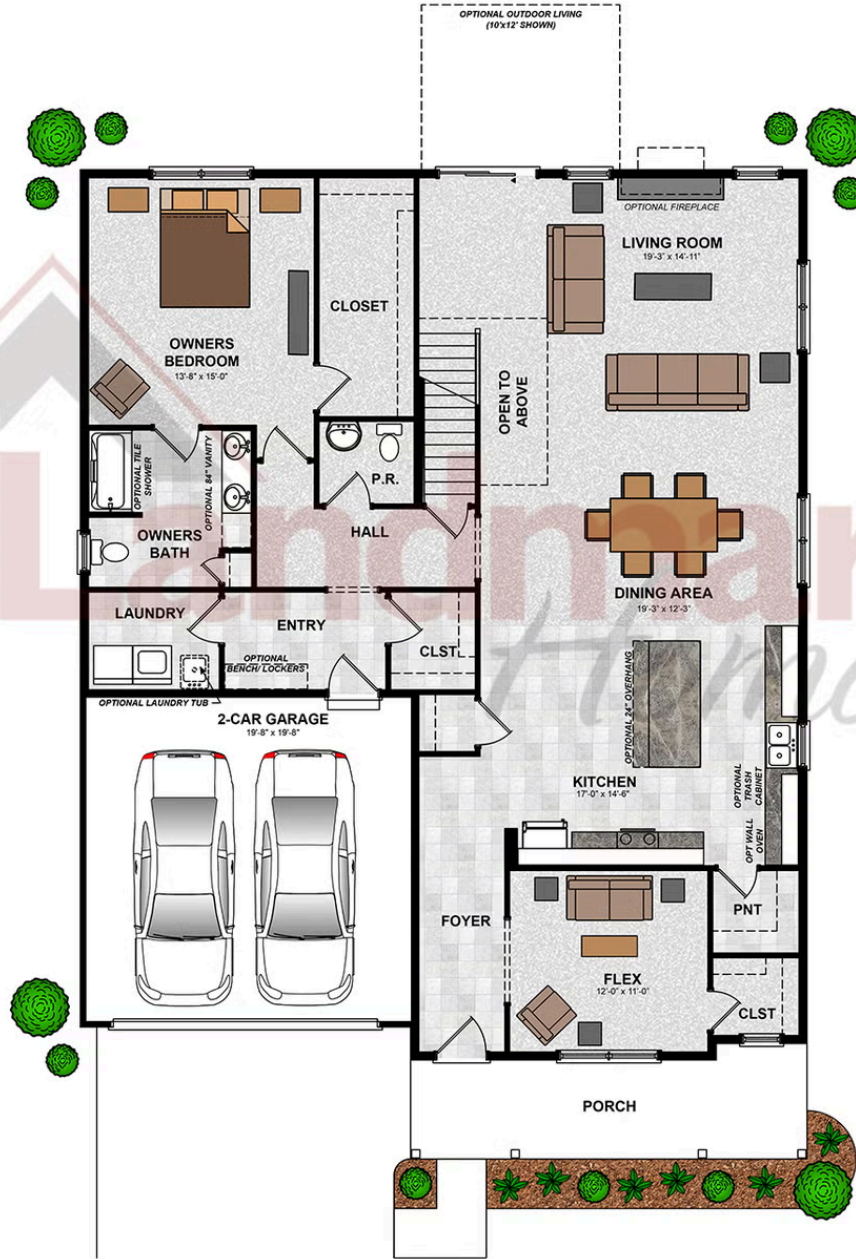 OPTIONAL OUTDOOR LIVING
(10'x12' SHOWN)
OPTIONAL FIREPLACE
LIVING ROOM
19'-3" x 14'-11"
CLOSET
OWNERS
BEDROOM
13'-8" x 15'-0"
OPEN TO
ABOVE
OPTIONAL TILE
SHOWER
OPTIONAL 84" VANITY
P.R.
OWNERS
BATH
HALL
Landmar
Home
DINING AREA
19'-3" x 12'-3"
LAUNDRY
ENTRY
CLST
OPTIONAL
BENCH/ LOCKERS
OPTIONAL LAUNDRY TUB
2-CAR GARAGE
19'-8" x 19'-8"
OPTIONAL 24" OVERHANG
KITCHEN
17'-0" x 14'-6"
OPTIONAL
TRASH
CABINET
OPT WALL
OVEN
PNT
FOYER
FLEX
12'-0" x 11'-0"
CLST
PORCH